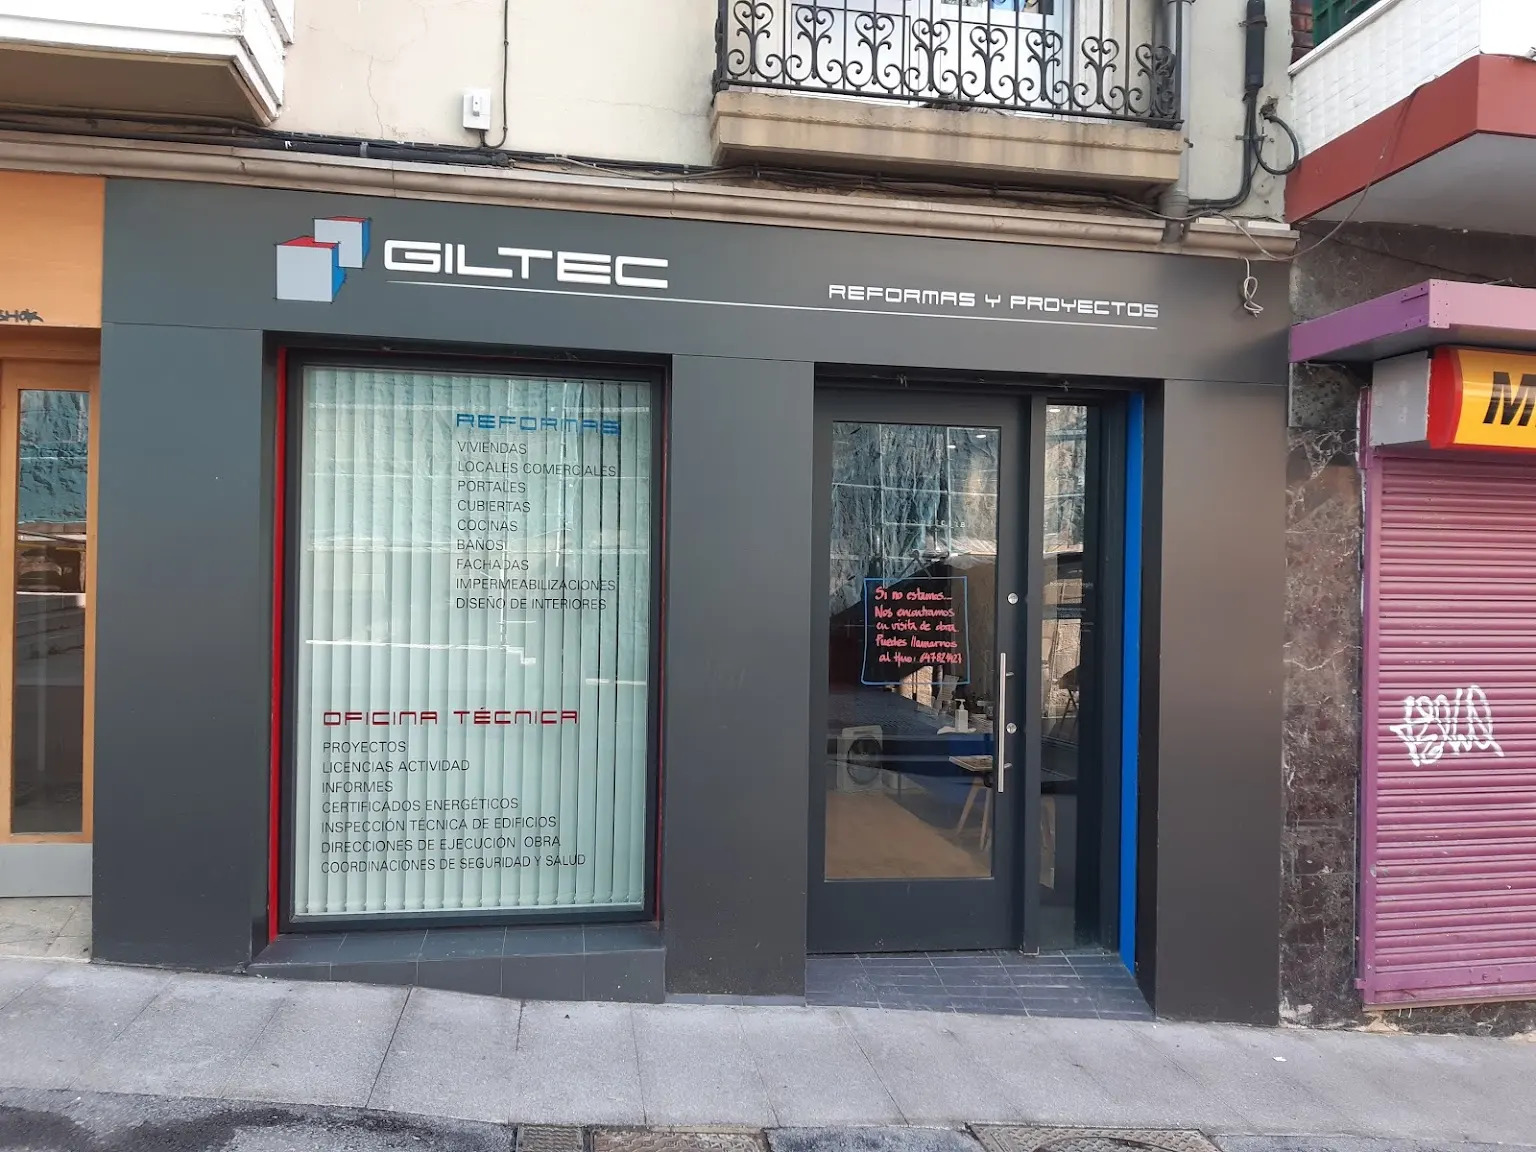 GILTEC
REFORMAS Y PROYECTOS
REFORMAS
VIVIENDAS
LOCALES COMERCIALES
PORTALES
CUBIERTAS
COCINAS
BAÑOS
FACHADAS
IMPERMEABILIZACIONES
DISEÑO DE INTERIORES
OFICINA TÉCNICA
PROYECTOS
LICENCIAS ACTIVIDAD
INFORMES
CERTIFICADOS ENERGÉTICOS
INSPECCIÓN TÉCNICA DE EDIFICIOS
DIRECCIONES DE EJECUCIÓN OBRA
COORDINACIONES DE SEGURIDAD Y SALUD
Si no estamos...
Nos encontramos
en visita de obra
Puedes llamarnos
al
M